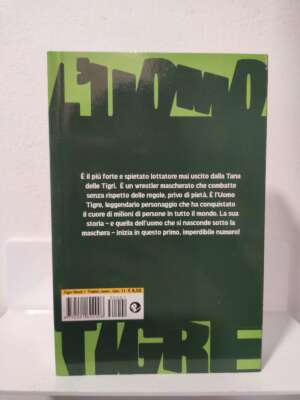 L'UOMO
È il più forte e spietato lottatore mai uscito dalla Tana
delle Tigri. È un wrestler mascherato che combatte
senza rispetto delle regole, privo di pietà. È l'Uomo
Tigre, leggendario personaggio che ha conquistato
il cuore di milioni di persone in tutto il mondo. La sua
storia – e quella dell'uomo che si nasconde sotto la
maschera – inizia in questo primo, imperdibile numero!
€ 6,50
TIGRE